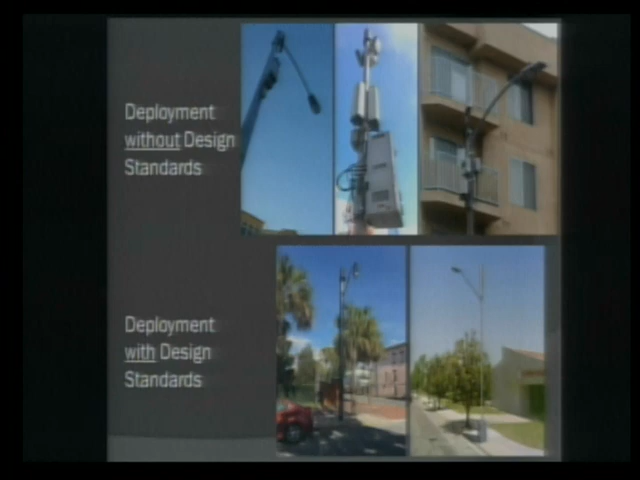 Deployment
without Design
Standards
Deployment
with Design
Standards